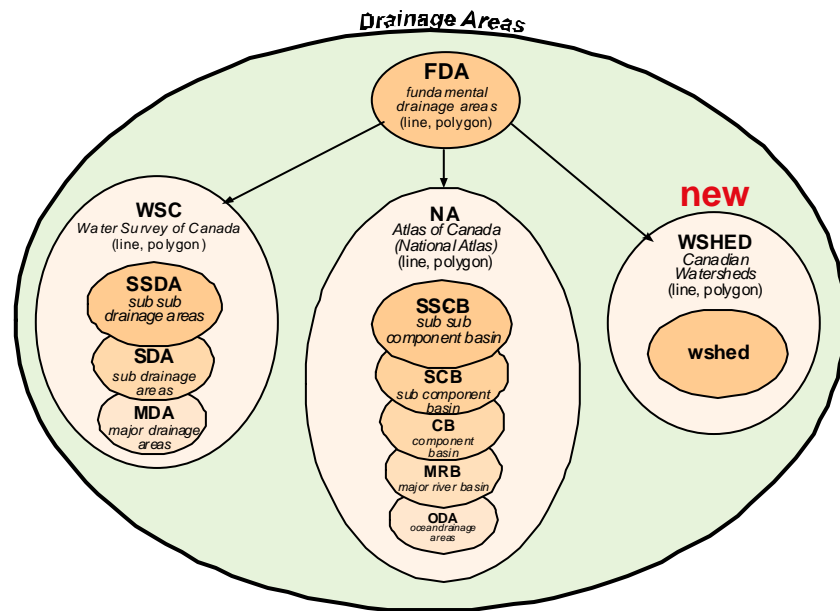 Drainage Areas
FDA
fundamental
drainage areas
(line, polygon)
WSC
Water Survey of Canada
(line, polygon)
SSDA
sub sub
drainage areas
SDA
sub drainage
areas
MDA
major drainage
areas
NA
Atlas of Canada
(National Atlas)
(line, polygon)
SSCB
sub sub
component basin
SCB
sub component
basin
CB
component
basin
MRB
major river basin
ODA
oceandrainage
areas
new
WSHED
Canadian
Watersheds
(line, polygon)
wshed